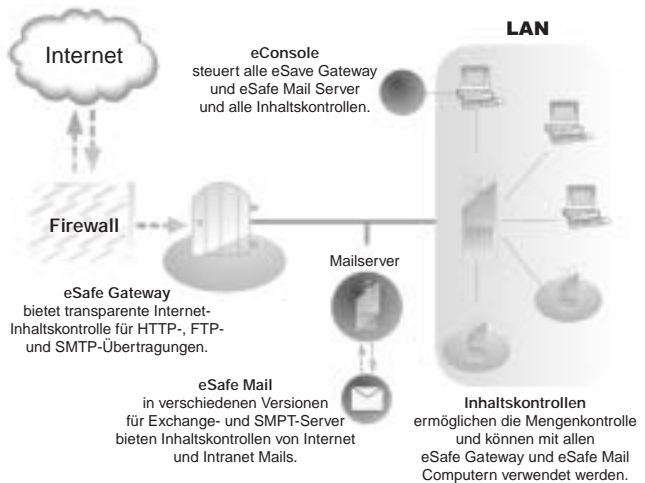 Internet
LAN
eConsole
steuert alle eSave Gateway
und eSafe Mail Server
und alle Inhaltskontrollen.
Firewall
Mailserver
eSafe Gateway
bietet transparente Internet-
Inhaltskontrolle für HTTP-, FTP-
und SMTP-Übertragungen.
eSafe Mail
in verschiedenen Versionen
für Exchange- und SMPT-Server
bieten Inhaltskontrollen von Internet
und Intranet Mails.
Inhaltskontrollen
ermöglichen die Mengenkontrolle
und können mit allen
eSafe Gateway und eSafe Mail
Computern verwendet werden.